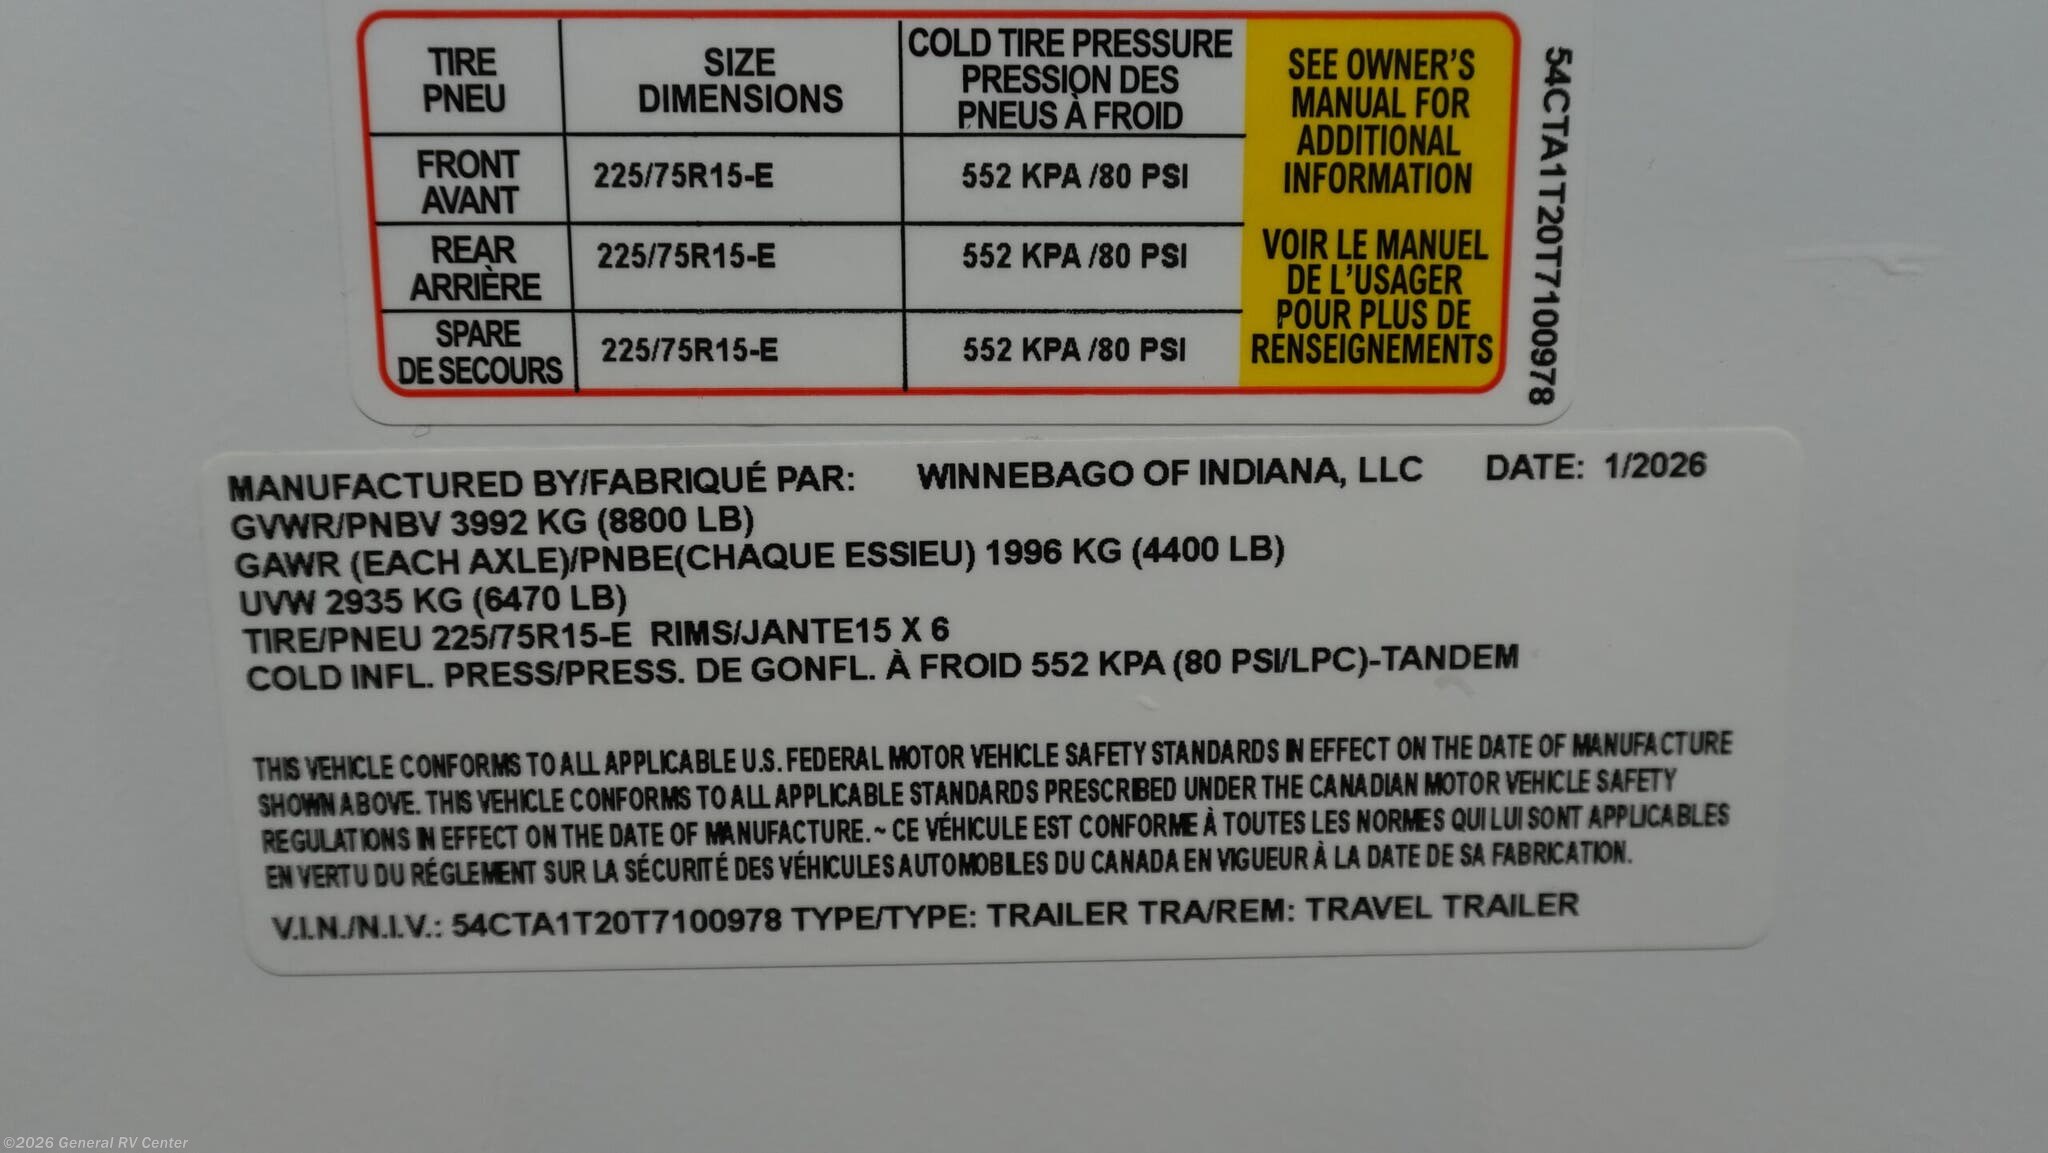 TIRE
PNEU
SIZE
DIMENSIONS
COLD TIRE PRESSURE
PRESSION DES
PNEUS À FROID
FRONT
AVANT
225/75R15-E
552 KPA /80 PSI
REAR
ARRIÈRE
225/75R15-E
552 KPA /80 PSI
SPARE
DE SECOURS
225/75R15-E
552 KPA /80 PSI
SEE OWNER'S
MANUAL FOR
ADDITIONAL
INFORMATION
VOIR LE MANUEL
DE L'USAGER
POUR PLUS DE
RENSEIGNEMENTS
54CTA1T20T7100978
MANUFACTURED BY/FABRIQUÉ PAR: WINNEBAGO OF INDIANA, LLC DATE: 1/2026
GVWR/PNBV 3992 KG (8800 LB)
GAWR (EACH AXLE)/PNBE(CHAQUE ESSIEU) 1996 KG (4400 LB)
UVW 2935 KG (6470 LB)
TIRE/PNEU 225/75R15-E RIMS/JANTE15 X 6
COLD INFL. PRESS/PRESS. DE GONFL. À FROID 552 KPA (80 PSI/LPC)-TANDEM
THIS VEHICLE CONFORMS TO ALL APPLICABLE U.S. FEDERAL MOTOR VEHICLE SAFETY STANDARDS IN EFFECT ON THE DATE OF MANUFACTURE
SHOWN ABOVE. THIS VEHICLE CONFORMS TO ALL APPLICABLE STANDARDS PRESCRIBED UNDER THE CANADIAN MOTOR VEHICLE SAFETY
REGULATIONS IN EFFECT ON THE DATE OF MANUFACTURE. ~ CE VÉHICULE EST CONFORME À TOUTES LES NORMES QUI LUI SONT APPLICABLES
EN VERTU DU RÉGLEMENT SUR LA SÉCURITÉ DES VÉHICULES AUTOMOBILES DU CANADA EN VIGUEUR À LA DATE DE SA FABRICATION.
V.I.N./N.I.V.: 54CTA1T20T7100978 TYPE/TYPE: TRAILER TRA/REM: TRAVEL TRAILER
©2026 General RV Center